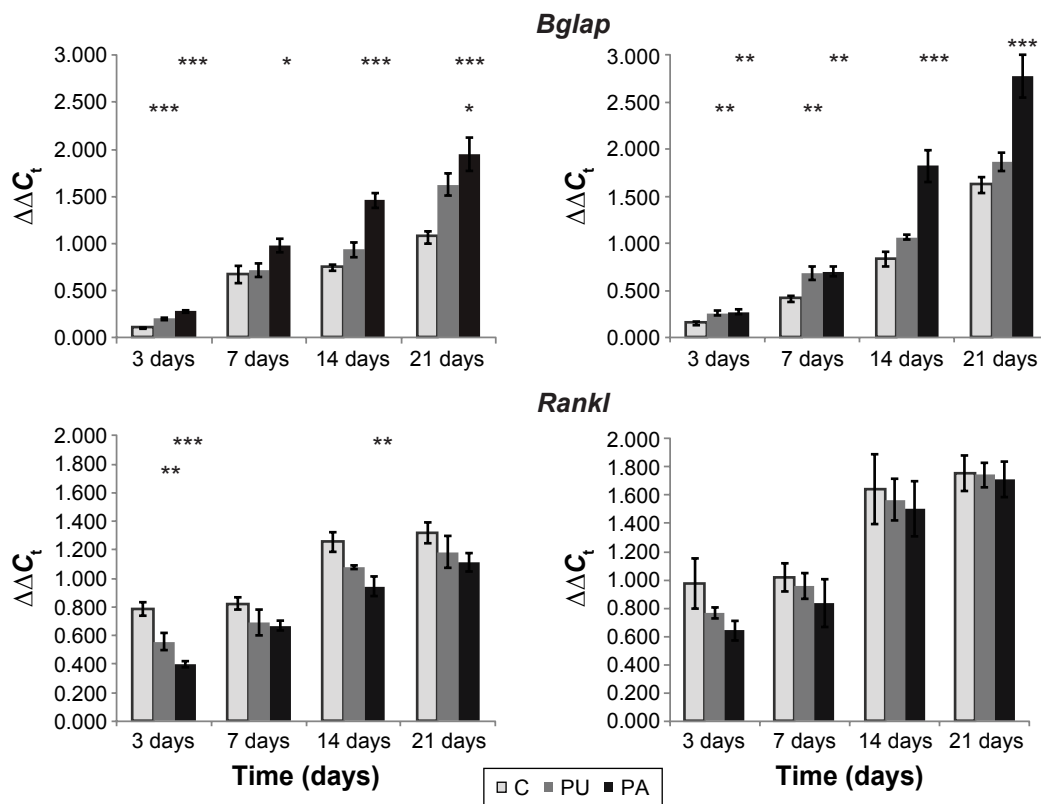 Bglap
3.000
2.500
2.000
1.500
1.000
0.500
0.000
ΔΔCt
*** * *** ***
*** *
3 days 7 days 14 days 21 days
3.000
2.500
2.000
1.500
1.000
0.500
0.000
ΔΔCt
** ** *** ***
** **
3 days 7 days 14 days 21 days
Rankl
2.000
1.800
1.600
1.400
1.200
1.000
0.800
0.600
0.400
0.200
0.000
ΔΔCt
*** **
**
3 days 7 days 14 days 21 days
Time (days)
2.000
1.800
1.600
1.400
1.200
1.000
0.800
0.600
0.400
0.200
0.000
ΔΔCt
3 days 7 days 14 days 21 days
Time (days)
C PU PA